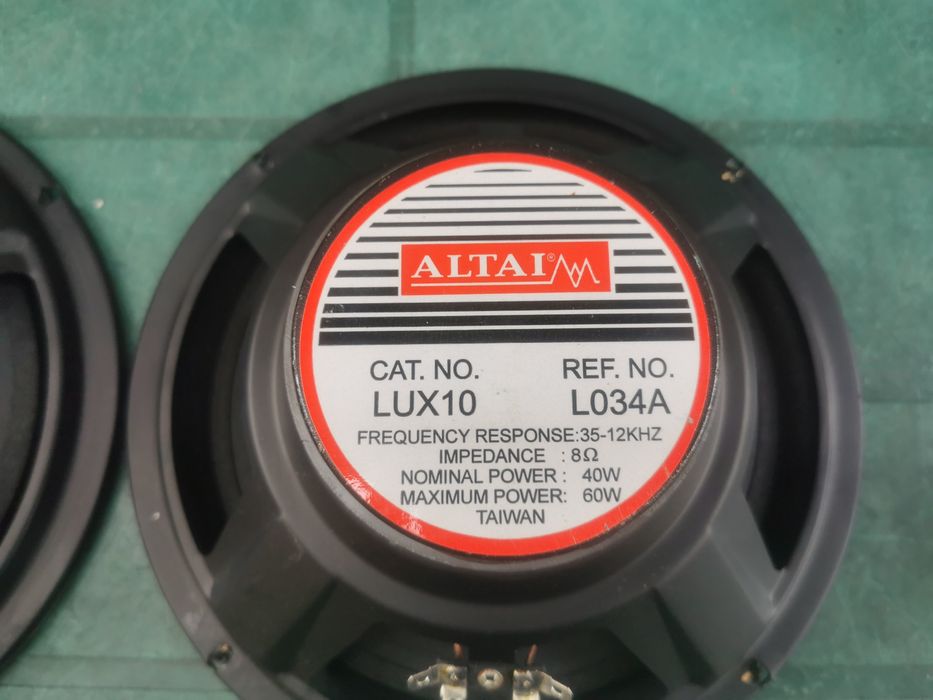 ALTAI®
CAT. NO. REF. NO.
LUX10 L034A
FREQUENCY RESPONSE:35-12KHZ
IMPEDANCE : 8Ω
NOMINAL POWER : 40W
MAXIMUM POWER: 60W
TAIWAN